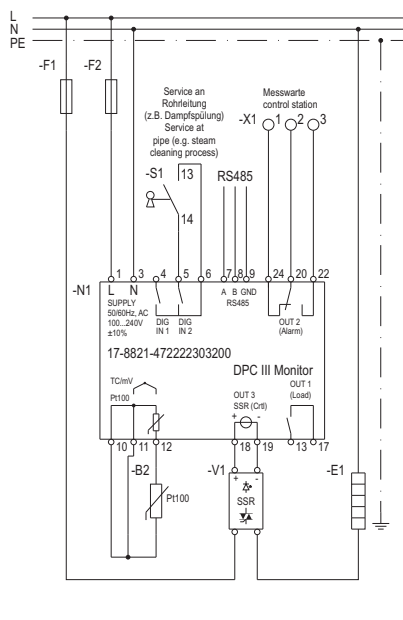 L
N
PE
-F1
-F2
Service an
Rohrleitung
(z.B. Dampfspülung)
Service at
pipe (e.g. steam
cleaning process)
Messwarte
control station
-X1 1 2 3
-S1 13
14
RS485
-N1
1 3 4 5 6 7 8 9 24 20 22
L N
A B GND
RS485
SUPPLY
50/60Hz, AC
100...240V
±10%
DIG
IN 1
DIG
IN 2
OUT 2
(Alarm)
17-8821-472222303200
DPC III Monitor
TC/mV
Pt100
OUT 3
SSR (Crtl)
+ -
OUT 1
(Load)
10 11 12 18 19 13 17
-B2
Pt100
-V1
+ -
SSR
-E1